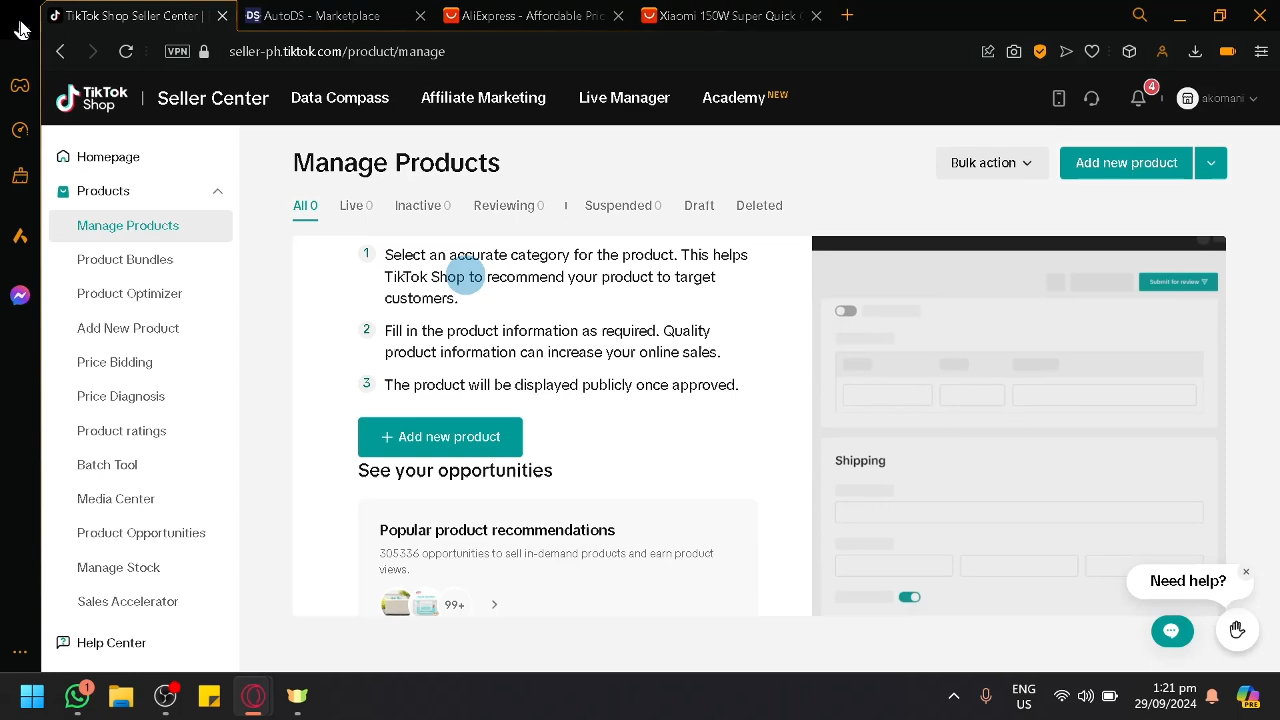 TikTok Shop Seller Center |
AutoDS - Marketplace
AliExpress - Affordable Pric
Xiaomi 150W Super Quick
VPN
seller-ph.tiktok.com/product/manage
TikTok Shop | Seller Center
Data Compass
Affiliate Marketing
Live Manager
Academy NEW
4
akomani
Homepage
Products
Manage Products
Product Bundles
Product Optimizer
Add New Product
Price Bidding
Price Diagnosis
Product ratings
Batch Tool
Media Center
Product Opportunities
Manage Stock
Sales Accelerator
Help Center
Manage Products
Bulk action
Add new product
All 0
Live 0
Inactive 0
Reviewing 0
Suspended 0
Draft
Deleted
1 Select an accurate category for the product. This helps
TikTok Shop to recommend your product to target
customers.
2 Fill in the product information as required. Quality
product information can increase your online sales.
3 The product will be displayed publicly once approved.
+ Add new product
See your opportunities
Popular product recommendations
305336 opportunities to sell in-demand products and earn product
views.
99+
Submit for review
Shipping
Need help?
1
ENG
US
1:21 pm
29/09/2024
PRE